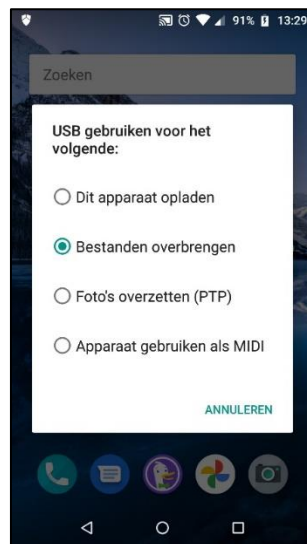 91% 13:29
Zoeken
USB gebruiken voor het
volgende:
Dit apparaat opladen
Bestanden overbrengen
Foto's overzetten (PTP)
Apparaat gebruiken als MIDI
ANNULEREN